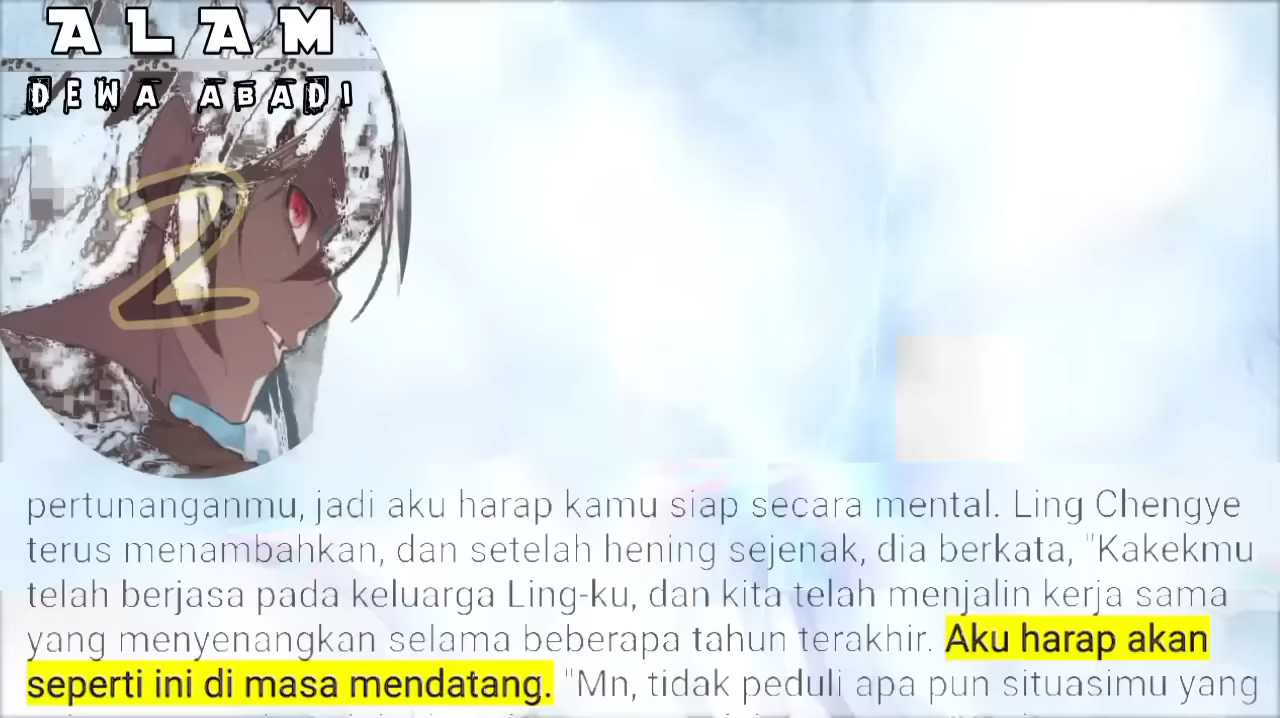 ALAM
DEWA ABADI
2
pertunanganmu, jadi aku harap kamu siap secara mental. Ling Chengye
terus menambahkan, dan setelah hening sejenak, dia berkata, "Kakekmu
telah berjasa pada keluarga Ling-ku, dan kita telah menjalin kerja sama
yang menyenangkan selama beberapa tahun terakhir. Aku harap akan
seperti ini di masa mendatang. "Mn, tidak peduli apa pun situasimu yang